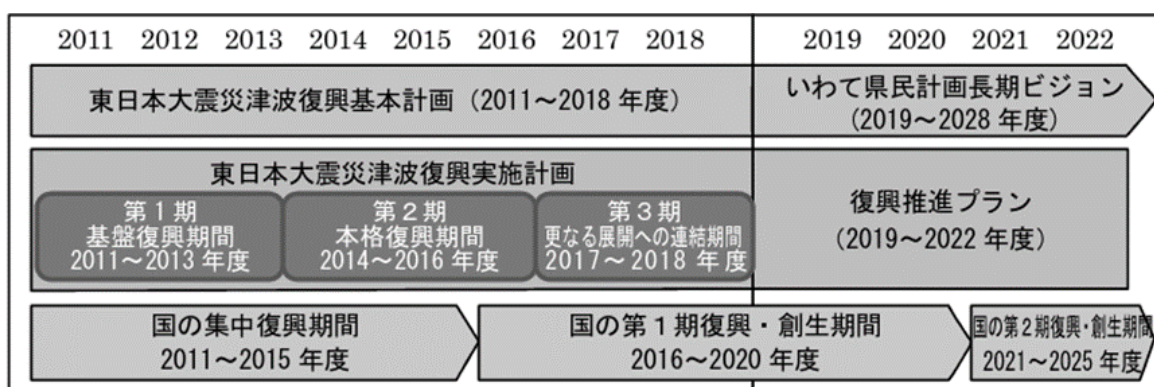 2011 2012 2013 2014 2015 2016 2017 2018 2019 2020 2021 2022
東日本大震災津波復興基本計画（2011～2018 年度）
いわて県民計画長期ビジョン
（2019～2028 年度）
東日本大震災津波復興実施計画
第１期
基盤復興期間
2011～2013 年度
第２期
本格復興期間
2014～2016 年度
第３期
更なる展開への連結期間
2017～2018 年度
復興推進プラン
（2019～2022 年度）
国の集中復興期間
2011～2015 年度
国の第１期復興・創生期間
2016～2020 年度
国の第２期復興・創生期間
2021～2025 年度